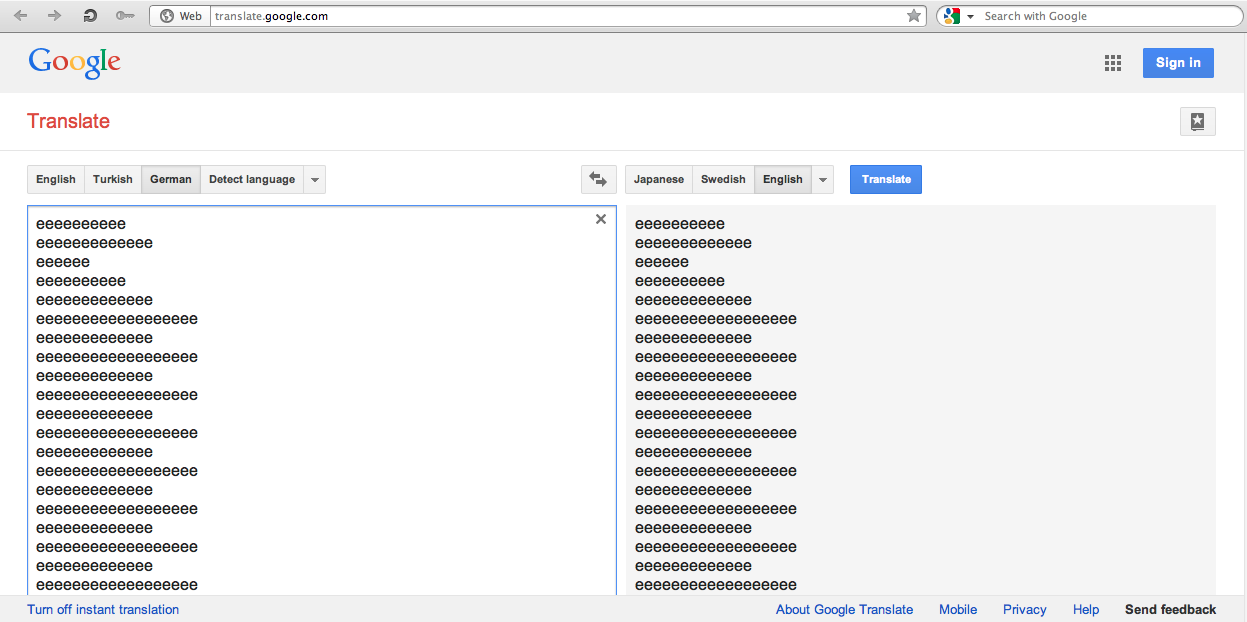 Web translate.google.com Search with Google
Google
Sign in
Translate
English Turkish German Detect language
Japanese Swedish English Translate
eeeeeeeeee
eeeeeeeeeeeee
eeeeee
eeeeeeeeee
eeeeeeeeeeeee
eeeeeeeeeeeeeeeeee
eeeeeeeeeeeee
eeeeeeeeeeeeeeeeee
eeeeeeeeeeeee
eeeeeeeeeeeeeeeeee
eeeeeeeeeeeee
eeeeeeeeeeeeeeeeee
eeeeeeeeeeeee
eeeeeeeeeeeeeeeeee
eeeeeeeeeeeee
eeeeeeeeeeeeeeeeee
eeeeeeeeeeeee
eeeeeeeeeeeeeeeeee
eeeeeeeeeeeee
eeeeeeeeeeeeeeeeee
eeeeeeeeee
eeeeeeeeeeeee
eeeeee
eeeeeeeeee
eeeeeeeeeeeee
eeeeeeeeeeeeeeeeee
eeeeeeeeeeeee
eeeeeeeeeeeeeeeeee
eeeeeeeeeeeee
eeeeeeeeeeeeeeeeee
eeeeeeeeeeeee
eeeeeeeeeeeeeeeeee
eeeeeeeeeeeee
eeeeeeeeeeeeeeeeee
eeeeeeeeeeeee
eeeeeeeeeeeeeeeeee
eeeeeeeeeeeee
eeeeeeeeeeeeeeeeee
eeeeeeeeeeeee
eeeeeeeeeeeeeeeeee
Turn off instant translation
About Google Translate Mobile Privacy Help Send feedback